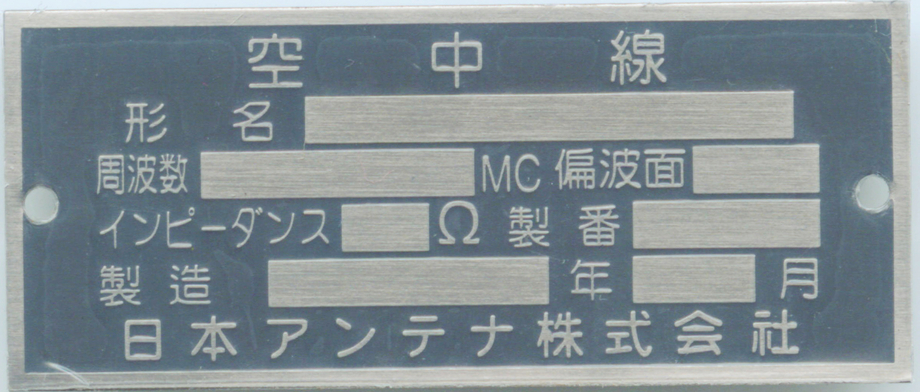 空中線
形名
周波数 MC 偏波面
インピーダンス Ω 製番
製造 年 月
日本アンテナ株式会社